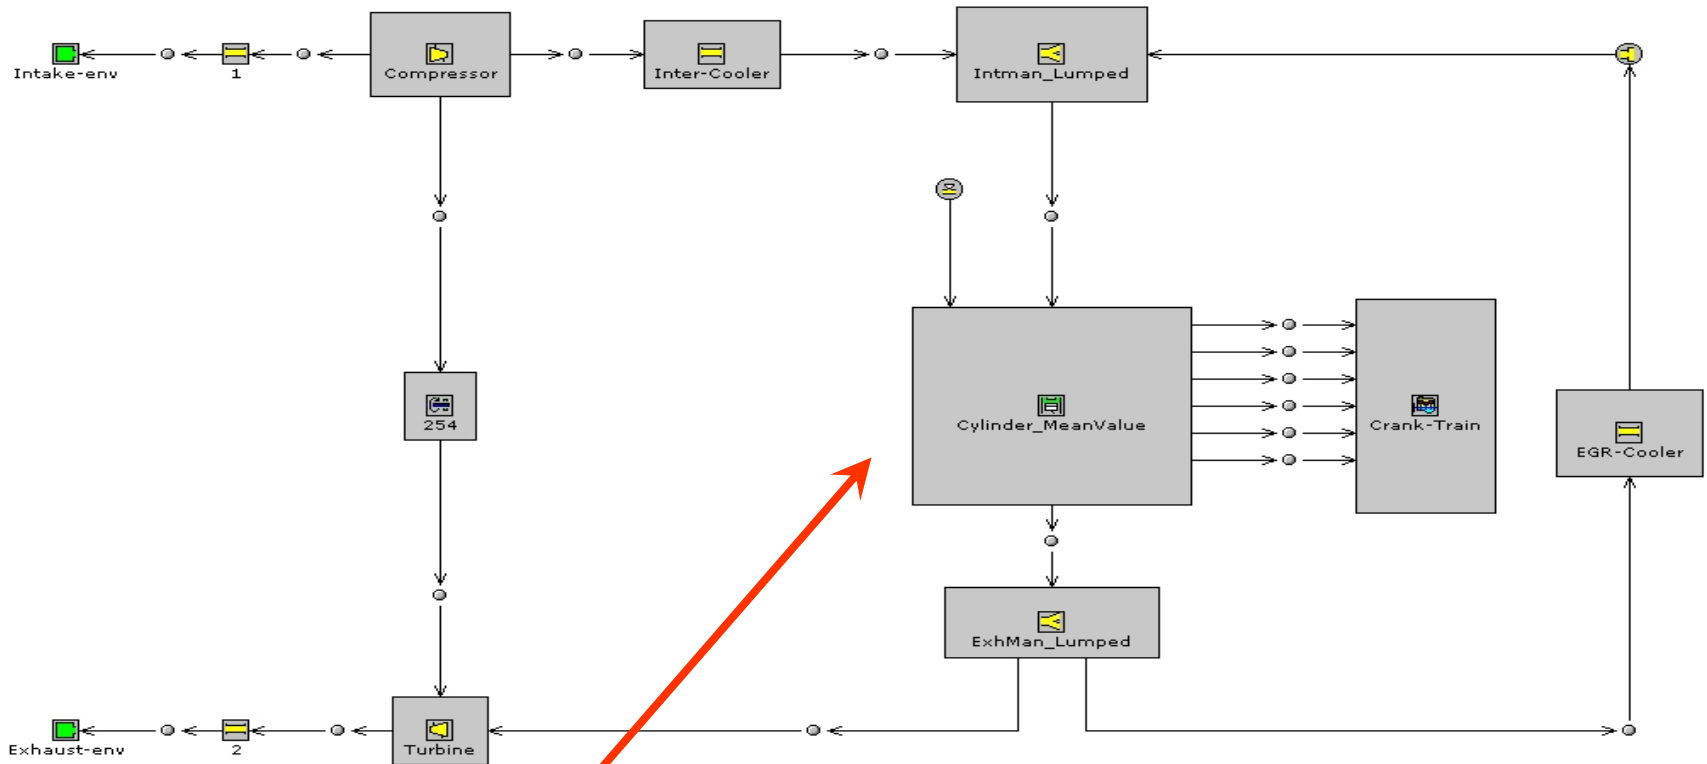 Intake-env
1
Compressor
Inter-Cooler
Intman_Lumped
254
Cylinder_MeanValue
Crank-Train
EGR-Cooler
ExhMan_Lumped
Exhaust-env
2
Turbine